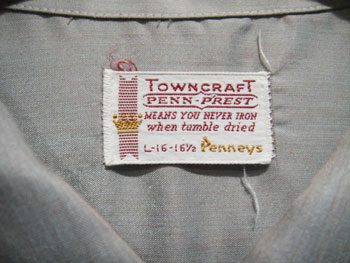 TOWNCRAFT
PENN-PREST
MEANS YOU NEVER IRON
when tumble dried
L-16-16½ Penneys